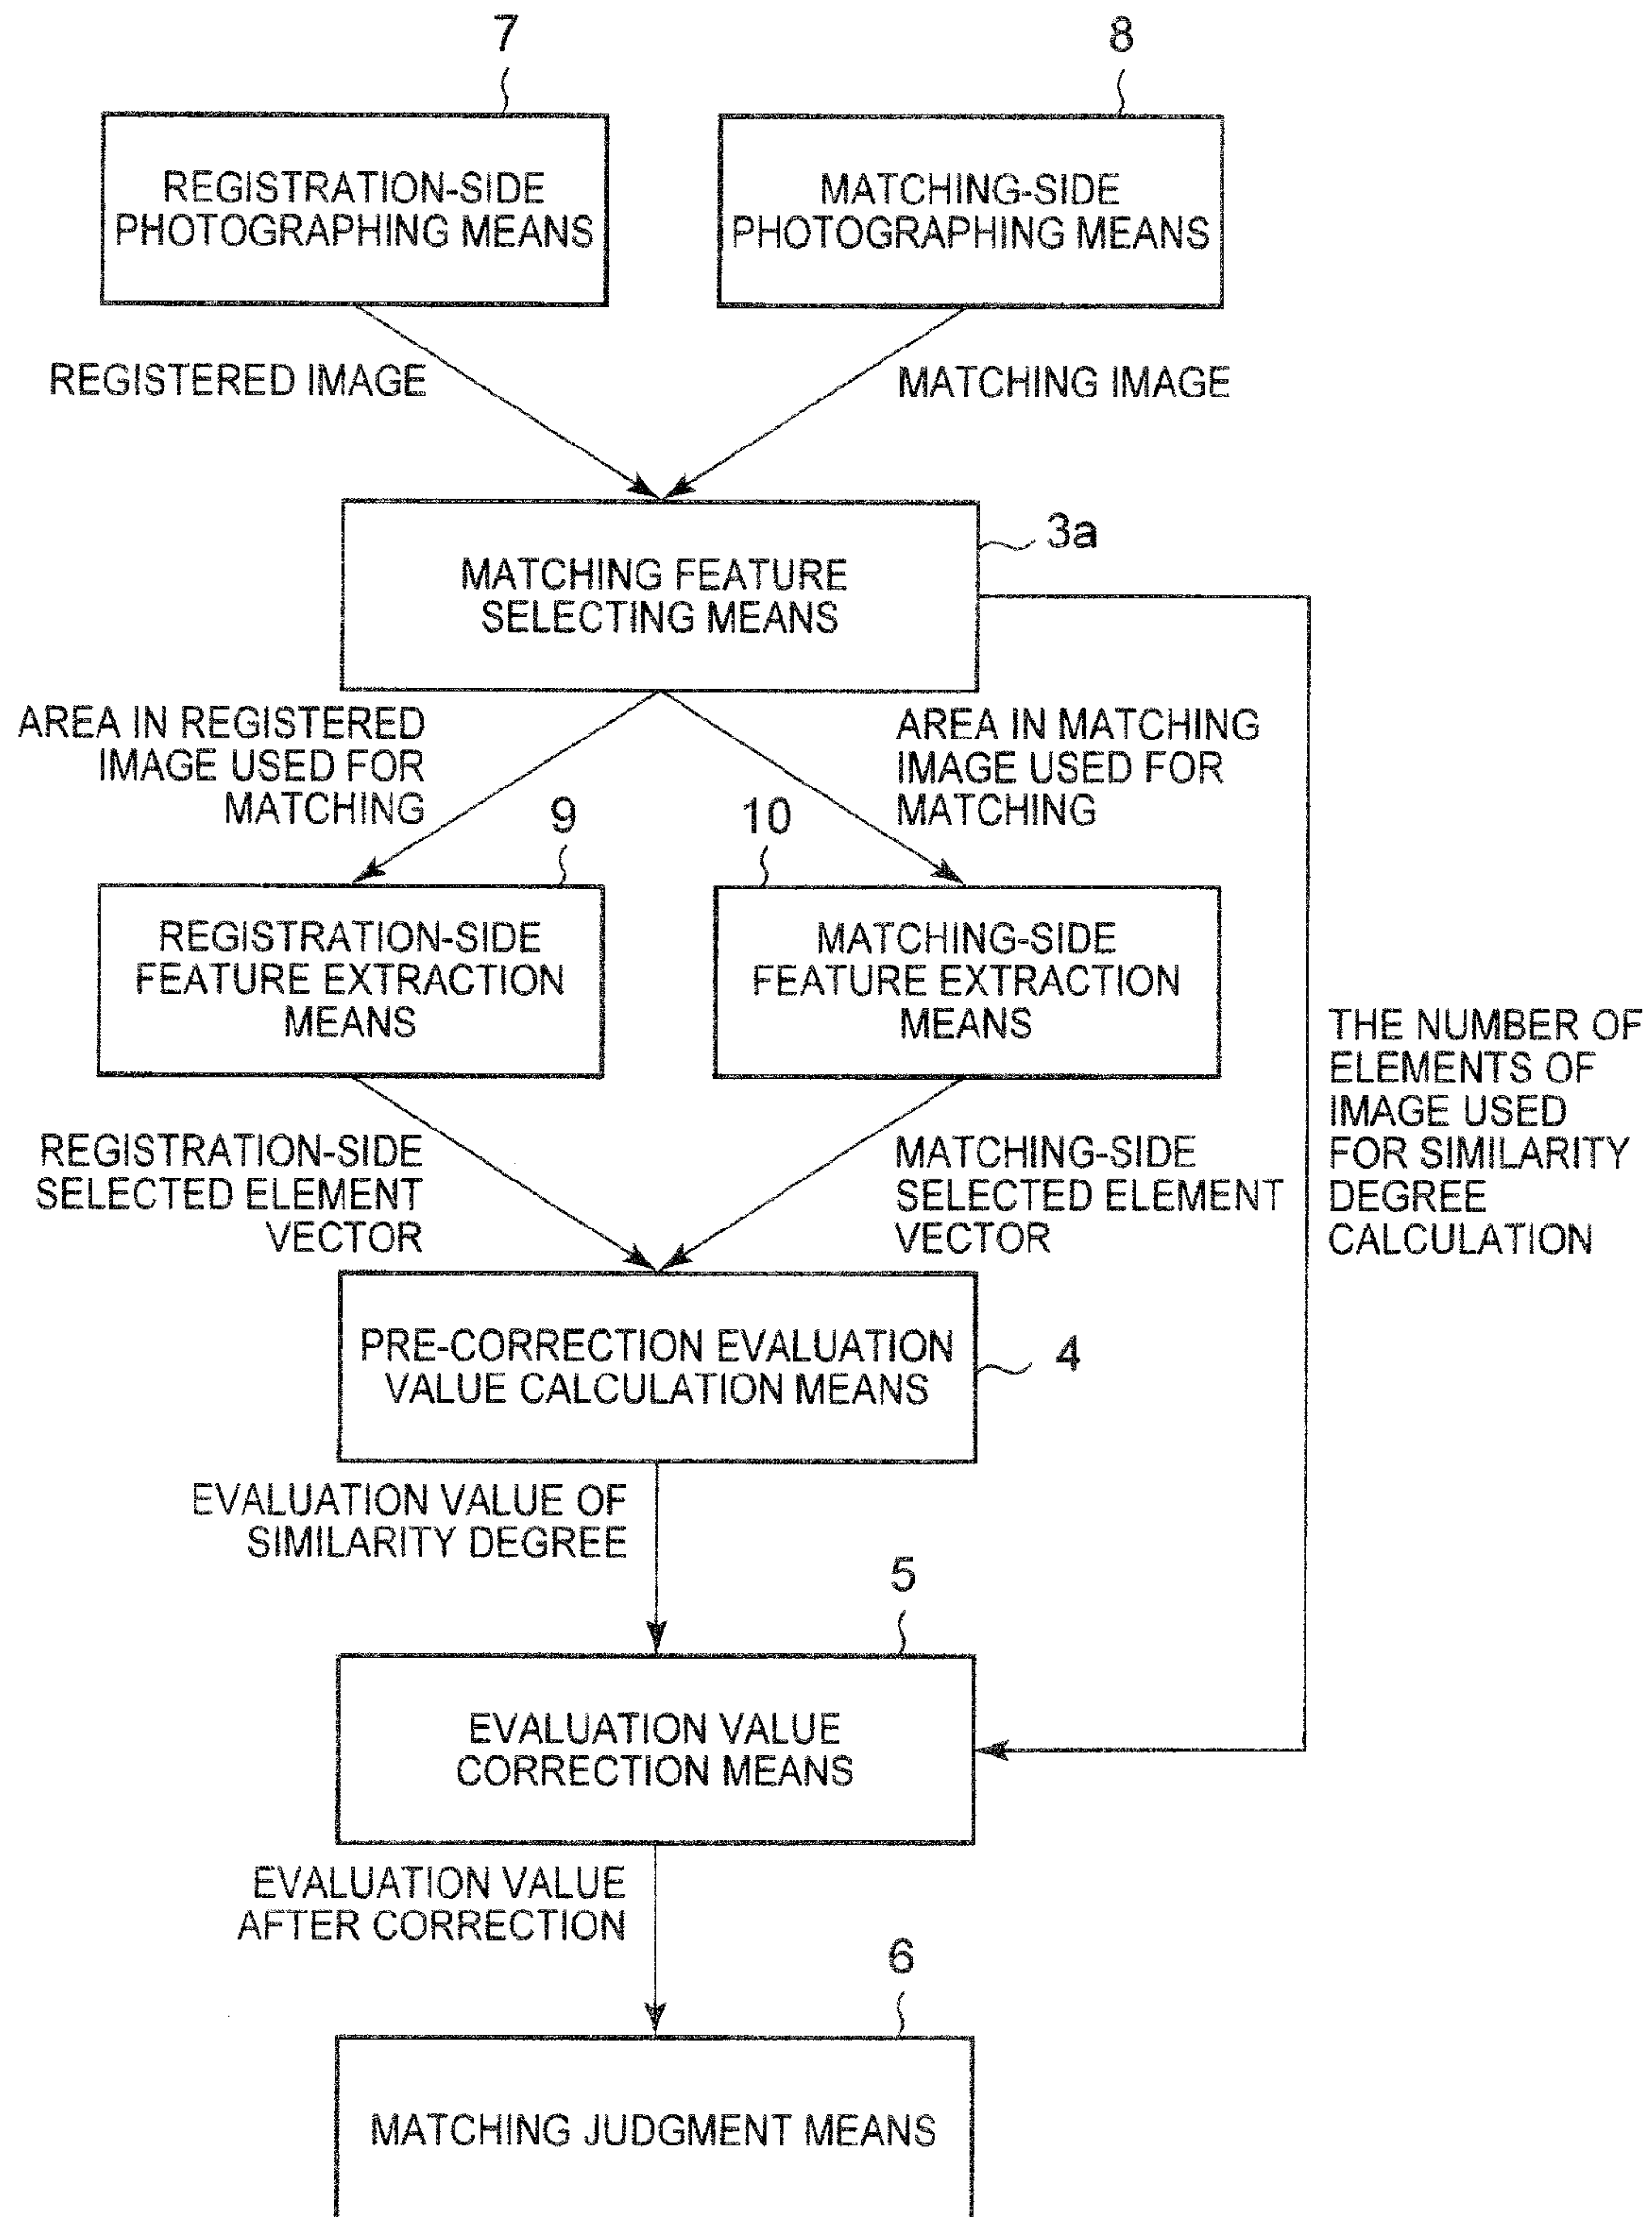 7
8
REGISTRATION-SIDE
PHOTOGRAPHING MEANS
MATCHING-SIDE
PHOTOGRAPHING MEANS
REGISTERED IMAGE
MATCHING IMAGE
3a
MATCHING FEATURE
SELECTING MEANS
AREA IN REGISTERED
IMAGE USED FOR
MATCHING
AREA IN MATCHING
IMAGE USED FOR
MATCHING
9
10
REGISTRATION-SIDE
FEATURE EXTRACTION
MEANS
MATCHING-SIDE
FEATURE EXTRACTION
MEANS
THE NUMBER OF
ELEMENTS OF
IMAGE USED
FOR SIMILARITY
DEGREE
CALCULATION
REGISTRATION-SIDE
SELECTED ELEMENT
VECTOR
MATCHING-SIDE
SELECTED ELEMENT
VECTOR
PRE-CORRECTION EVALUATION
VALUE CALCULATION MEANS
4
EVALUATION VALUE OF
SIMILARITY DEGREE
5
EVALUATION VALUE
CORRECTION MEANS
EVALUATION VALUE
AFTER CORRECTION
6
MATCHING JUDGMENT MEANS